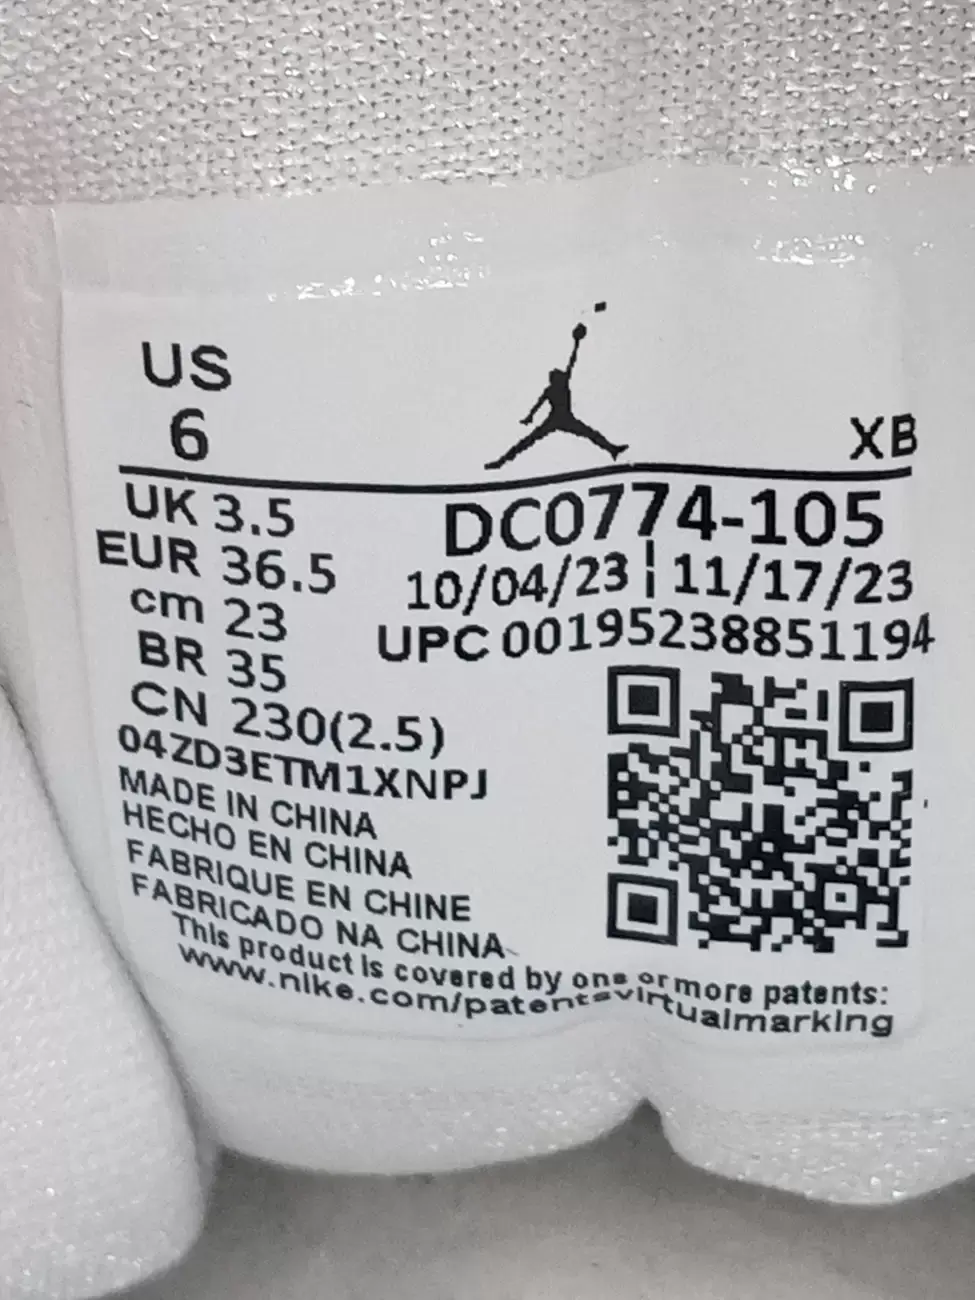 US
6
XB
UK 3.5
EUR 36.5
cm 23
BR 35
CN 230(2.5)
DC0774-105
10/04/23 | 11/17/23
UPC 00195238851194
04ZD3ETM1XNPJ
MADE IN CHINA
HECHO EN CHINA
FABRIQUE EN CHINE
FABRICADO NA CHINA
This product is covered by one or more patents:
www.nike.com/patentsvirtualmarking